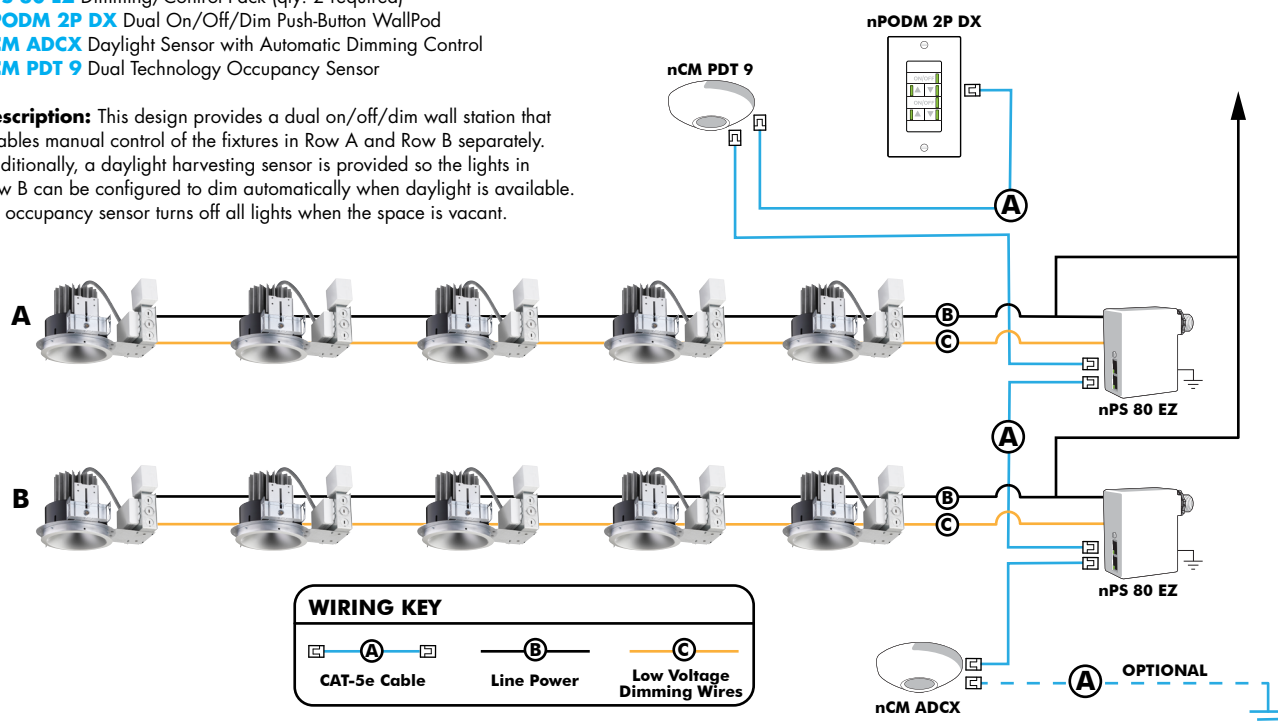 80 EZ Dimming/Control Pack (qty: 2 required)
PODM 2P DX Dual On/Off/Dim Push-Button WallPod
CM ADCX Daylight Sensor with Automatic Dimming Control
CM PDT 9 Dual Technology Occupancy Sensor
escription: This design provides a dual on/off/dim wall station that
ables manual control of the fixtures in Row A and Row B separately.
ditionally, a daylight harvesting sensor is provided so the lights in
w B can be configured to dim automatically when daylight is available.
occupancy sensor turns off all lights when the space is vacant.
nPODM 2P DX
nCM PDT 9
ON/OFF
ON/OFF
A
A
B
C
nPS 80 EZ
A
B
B
C
nPS 80 EZ
WIRING KEY
A
B
C
CAT-5e Cable
Line Power
Low Voltage
Dimming Wires
nCM ADCX
A
OPTIONAL